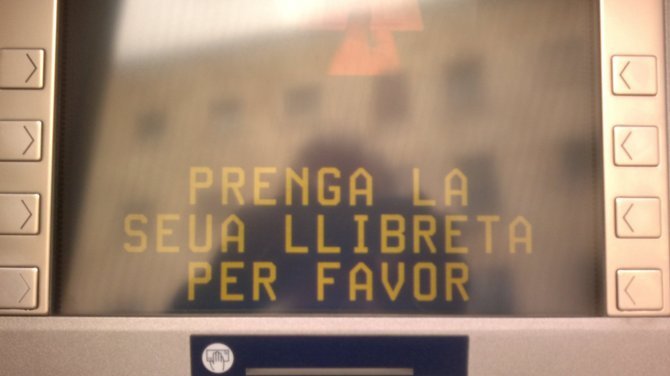 PRENGA LA
SEUA LLIBRETA
PER FAVOR